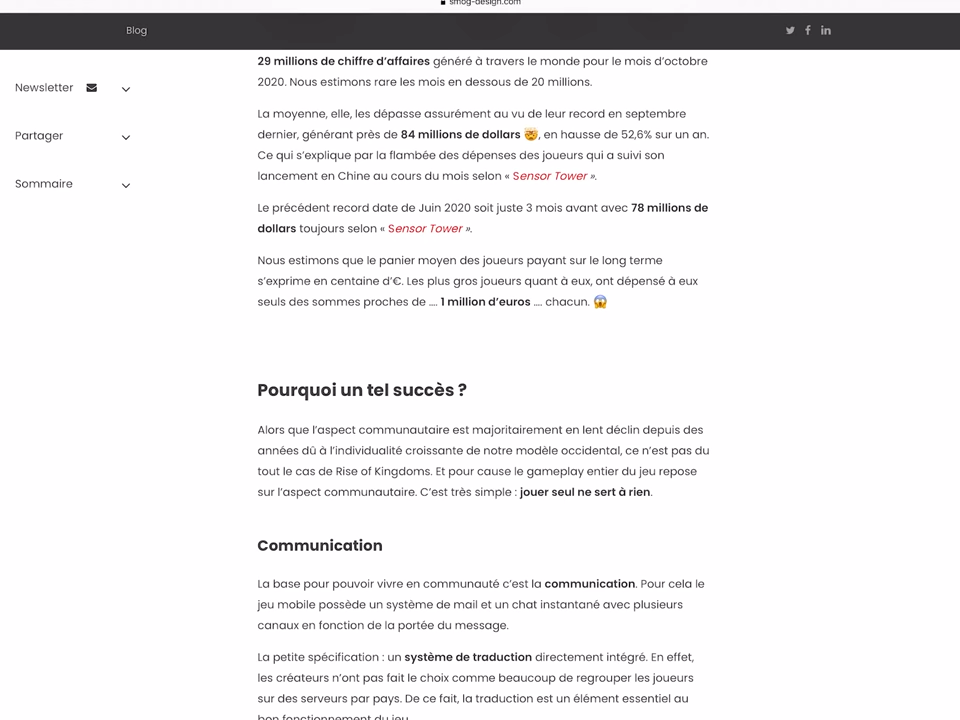 smog-design.com
Blog
29 millions de chiffre d’affaires généré à travers le monde pour le mois d’octobre
2020. Nous estimons rare les mois en dessous de 20 millions.
Newsletter
Partager
Sommaire
La moyenne, elle, les dépasse assurément au vu de leur record en septembre
dernier, générant près de 84 millions de dollars 🤯, en hausse de 52,6% sur un an.
Ce qui s’explique par la flambée des dépenses des joueurs qui a suivi son
lancement en Chine au cours du mois selon « Sensor Tower ».
Le précédent record date de Juin 2020 soit juste 3 mois avant avec 78 millions de
dollars toujours selon « Sensor Tower ».
Nous estimons que le panier moyen des joueurs payant sur le long terme
s’exprime en centaine d’€. Les plus gros joueurs quant à eux, ont dépensé à eux
seuls des sommes proches de .... 1 million d’euros .... chacun. 😱
Pourquoi un tel succès ?
Alors que l’aspect communautaire est majoritairement en lent déclin depuis des
années dû à l’individualité croissante de notre modèle occidental, ce n’est pas du
tout le cas de Rise of Kingdoms. Et pour cause le gameplay entier du jeu repose
sur l’aspect communautaire. C’est très simple : jouer seul ne sert à rien.
Communication
La base pour pouvoir vivre en communauté c’est la communication. Pour cela le
jeu mobile possède un système de mail et un chat instantané avec plusieurs
canaux en fonction de la portée du message.
La petite spécification : un système de traduction directement intégré. En effet,
les créateurs n’ont pas fait le choix comme beaucoup de regrouper les joueurs
sur des serveurs par pays. De ce fait, la traduction est un élément essentiel au
bon fonctionnement du jeu.